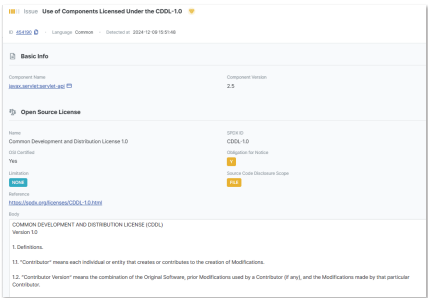 Issue Use of Components Licensed Under the CDDL-1.0
ID 454790 - Language Common - Detected at 2024-12-09 15:51:48
Basic Info
Component Name
Component Version
javax.servlet:servlet-api
2.5
Open Source License
Name
SPDX ID
Common Development and Distribution License 1.0
CDDL-1.0
OSI Certified
Obligation for Notice
Yes
Y
Limitation
Source Code Disclosure Scope
NONE
FILE
Reference
https://spdx.org/licenses/CDDL-1.0.html
Body
COMMON DEVELOPMENT AND DISTRIBUTION LICENSE (CDDL)
Version 1.0
1. Definitions.
1.1. "Contributor" means each individual or entity that creates or contributes to the creation of Modifications.
1.2. "Contributor Version" means the combination of the Original Software, prior Modifications used by a Contributor (if any), and the Modifications made by that particular
Contributor.